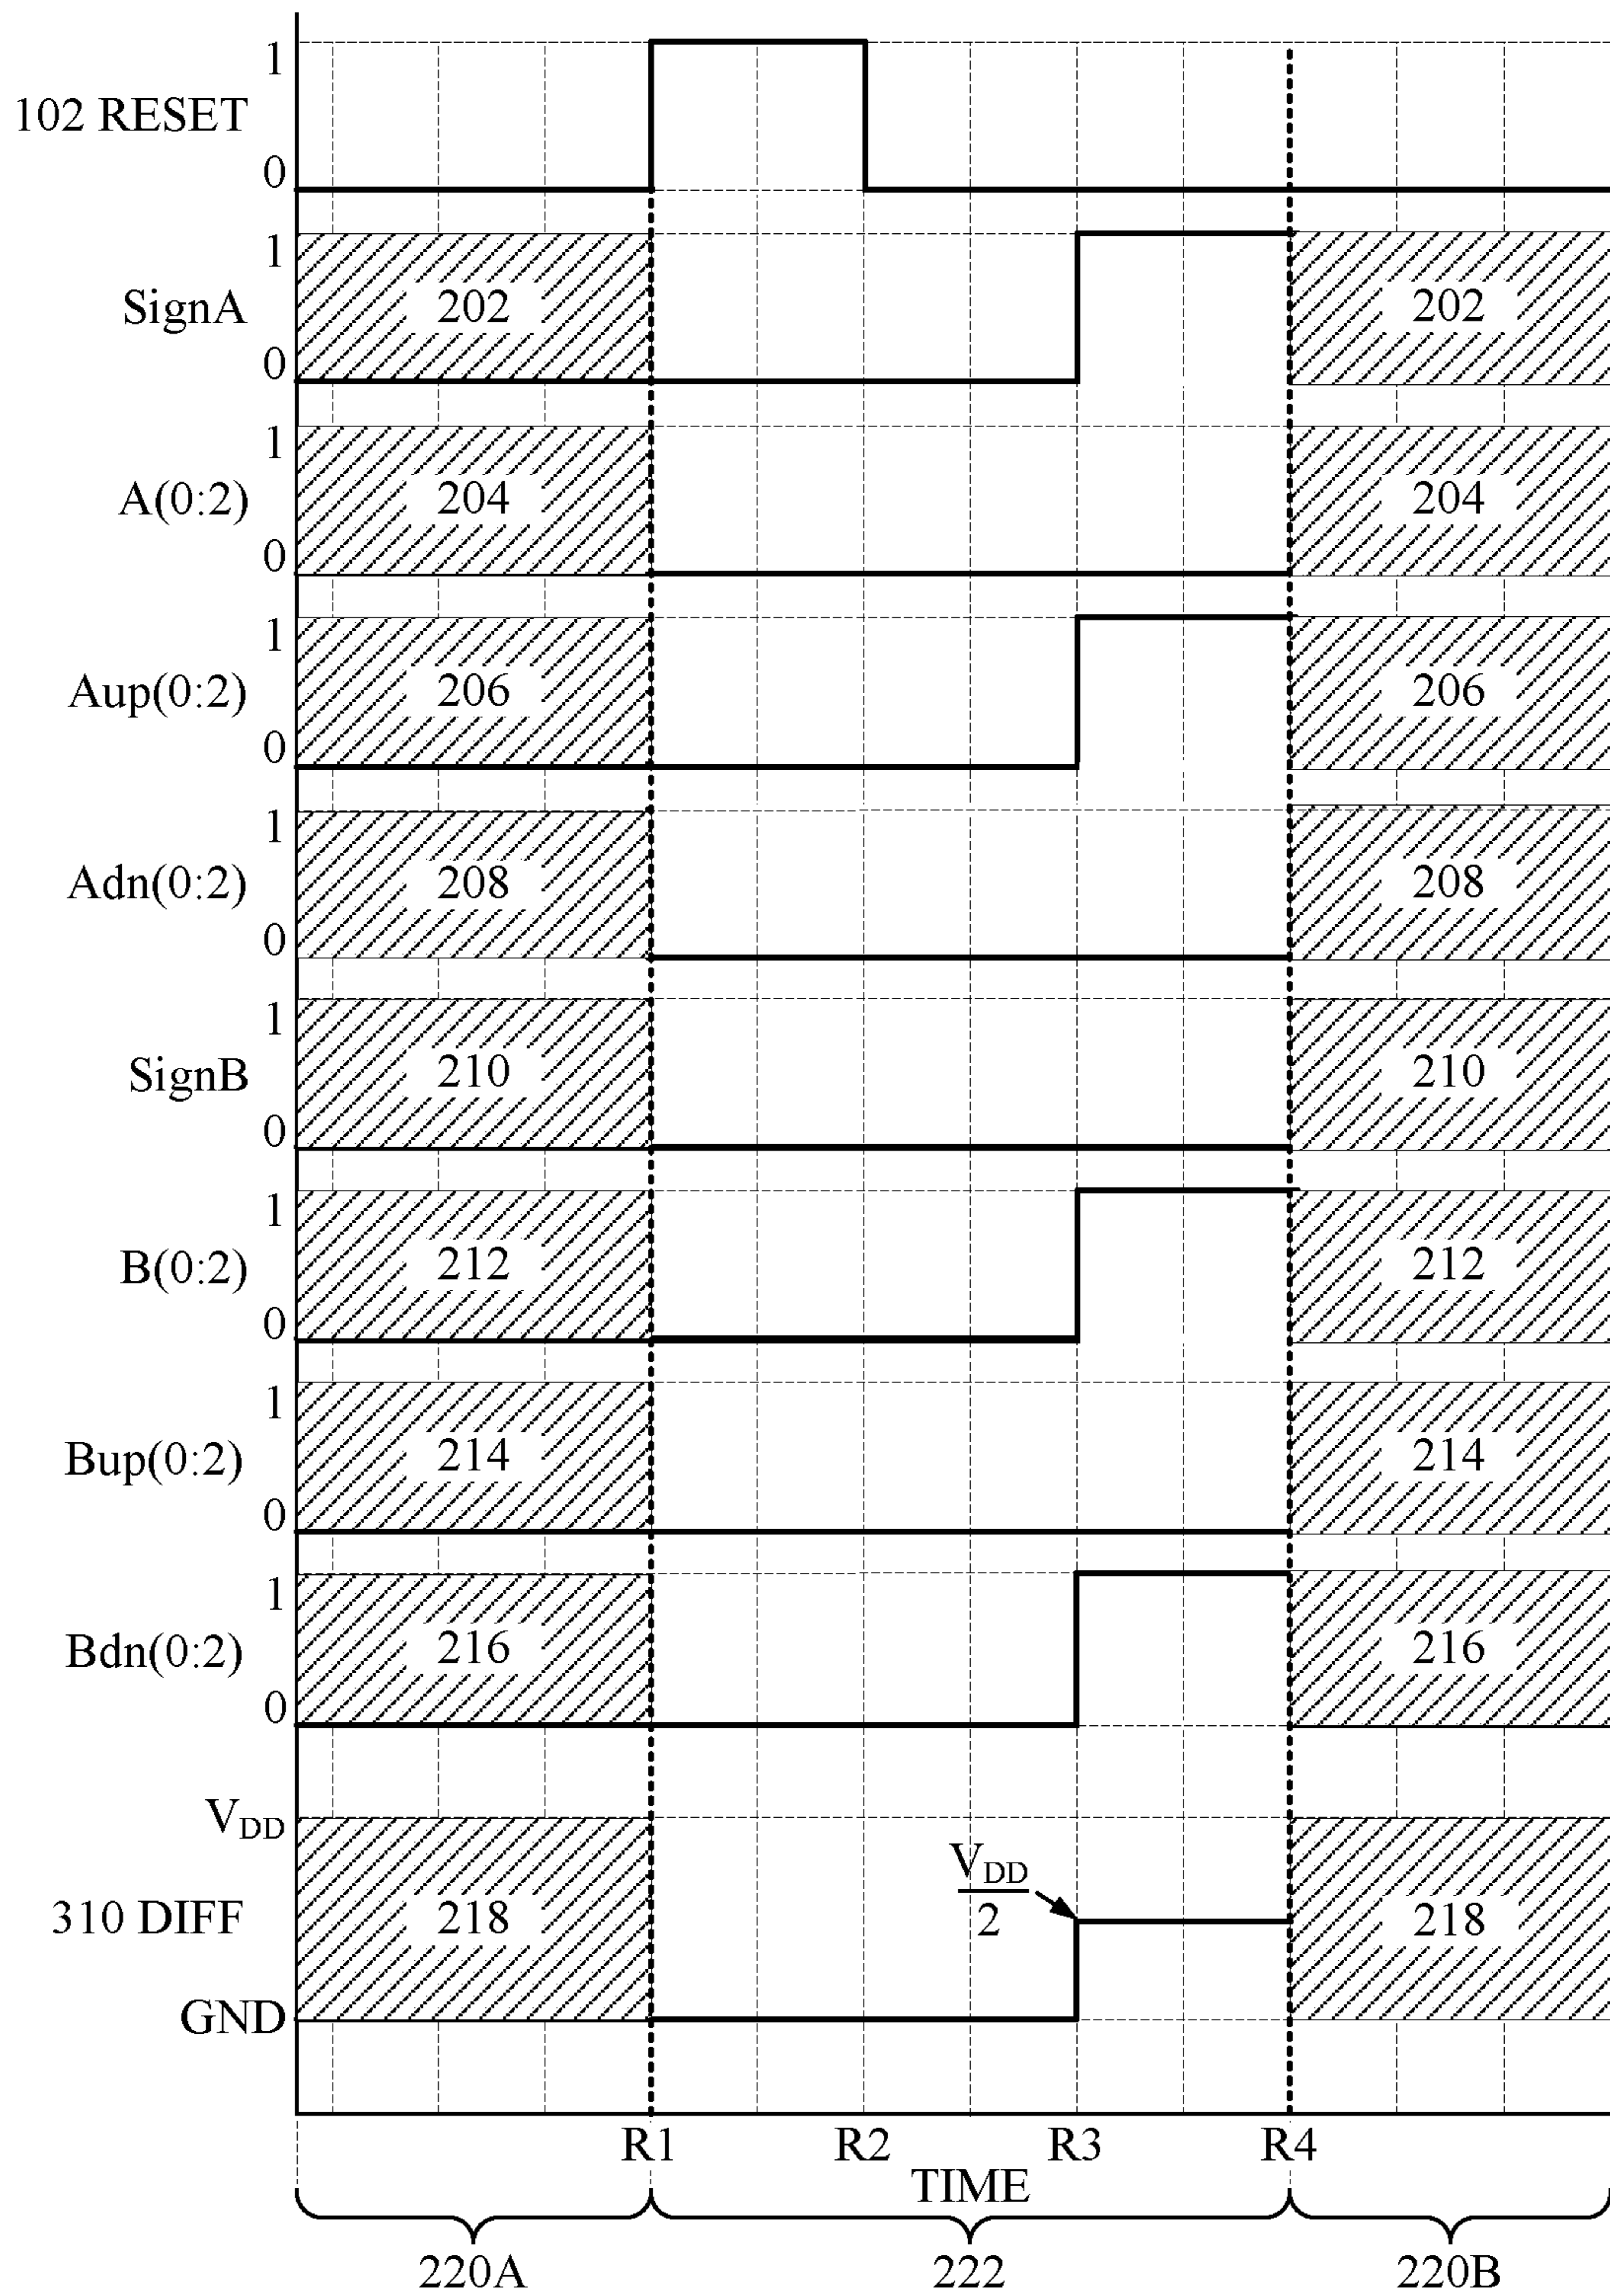 1
102 RESET
0
1
SignA 202 202
0
1
A(0:2) 204 204
0
1
Aup(0:2) 206 206
0
1
Adn(0:2) 208 208
0
1
SignB 210 210
0
1
B(0:2) 212 212
0
1
Bup(0:2) 214 214
0
1
Bdn(0:2) 216 216
0
VDD
VDD
310 DIFF 218 2 218
GND
R1 R2 R3 R4
TIME
220A 222 220B